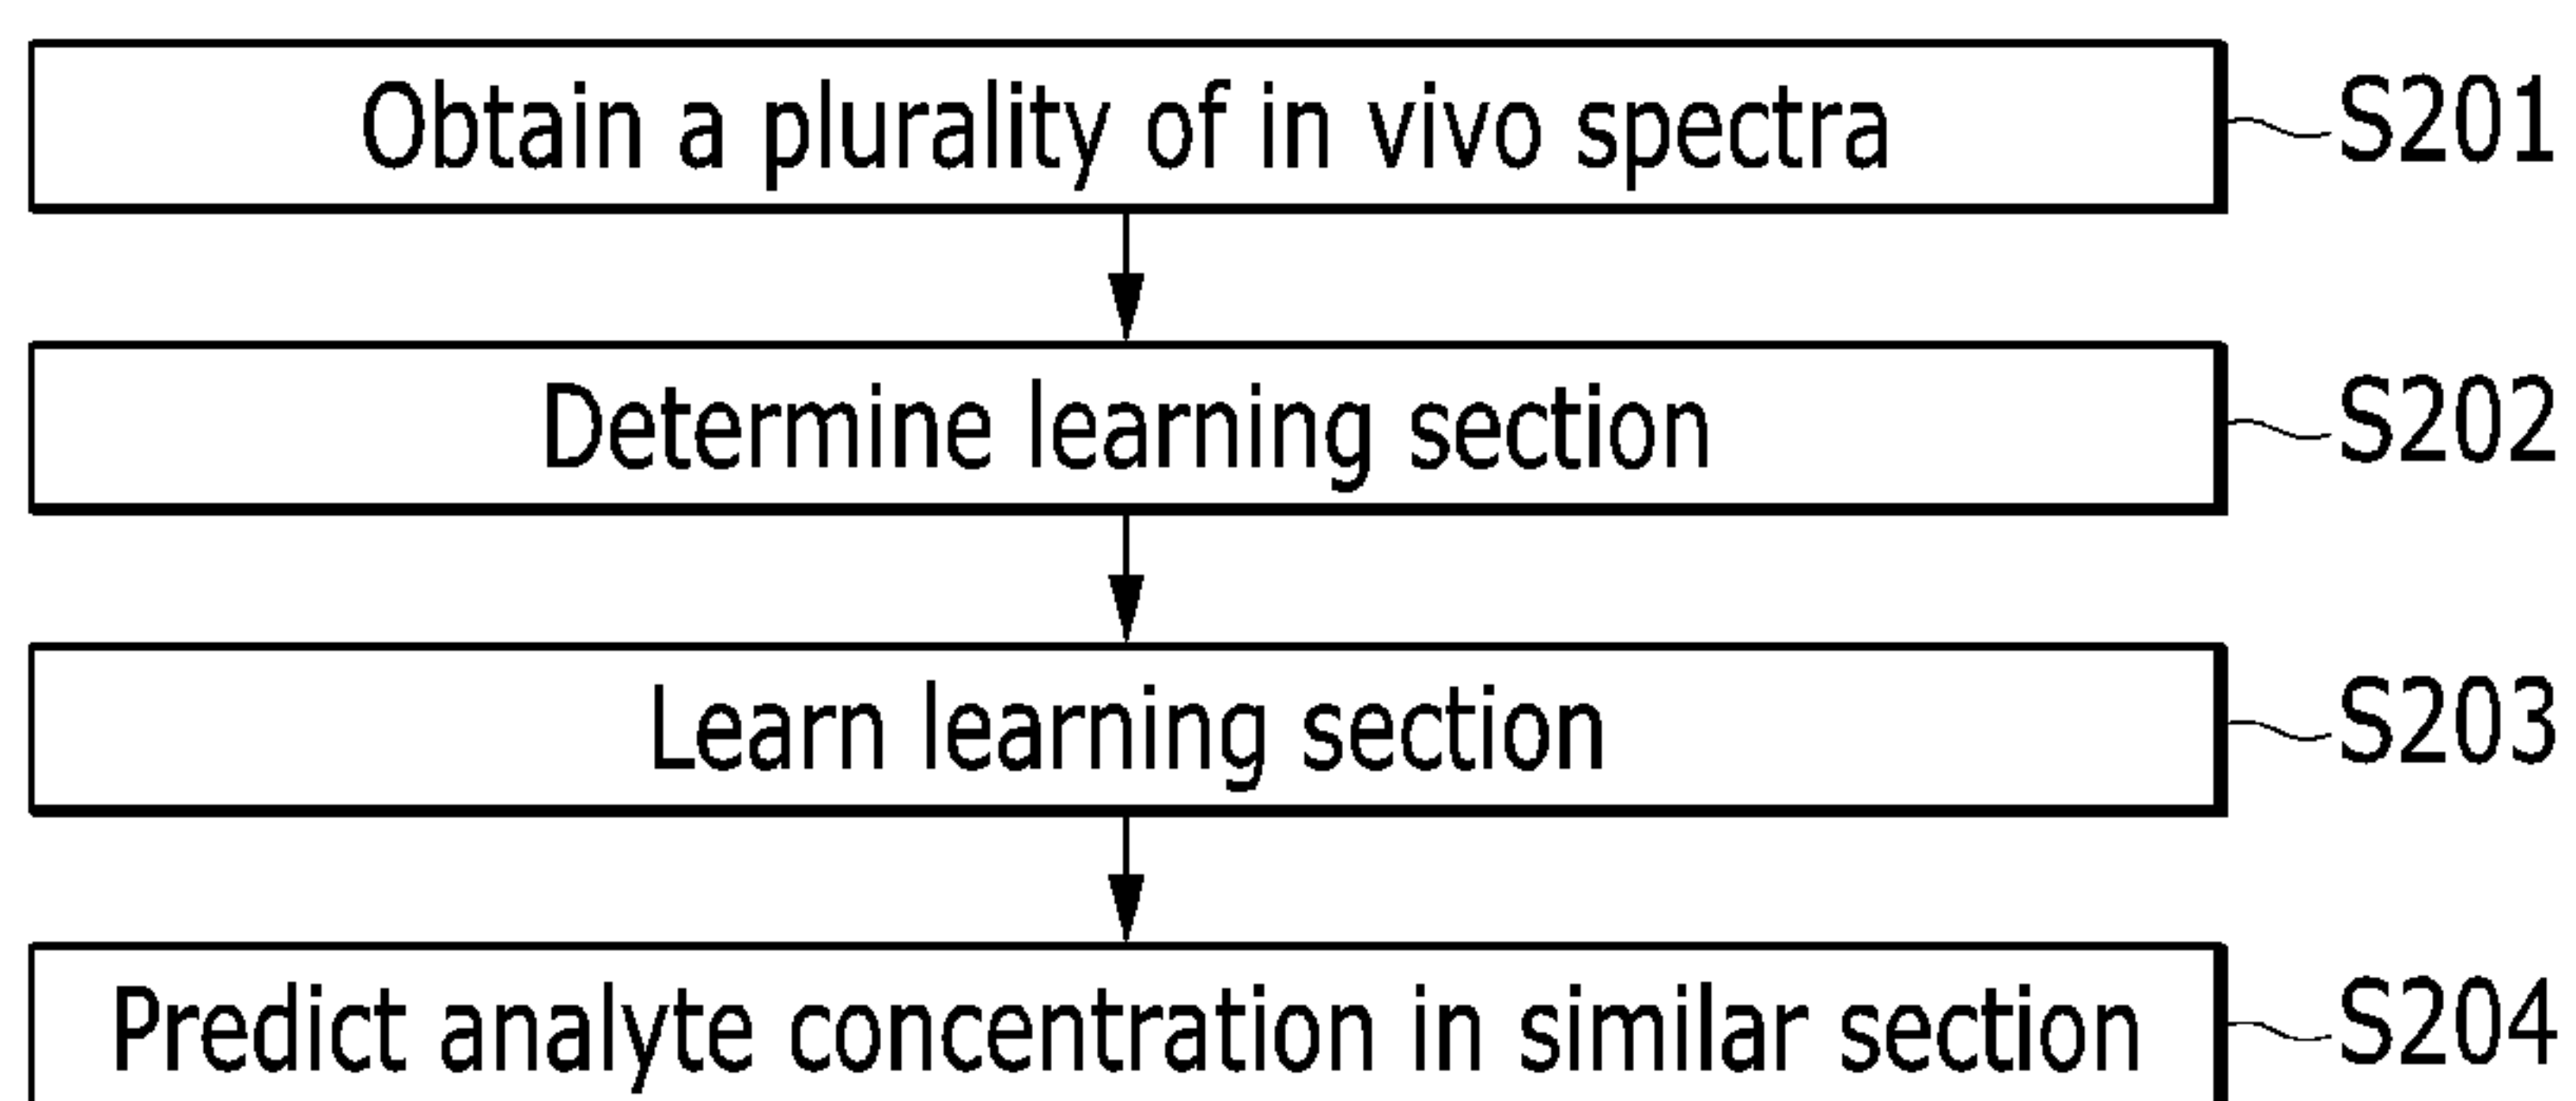 Obtain a plurality of in vivo spectra S201
Determine learning section S202
Learn learning section S203
Predict analyte concentration in similar section S204